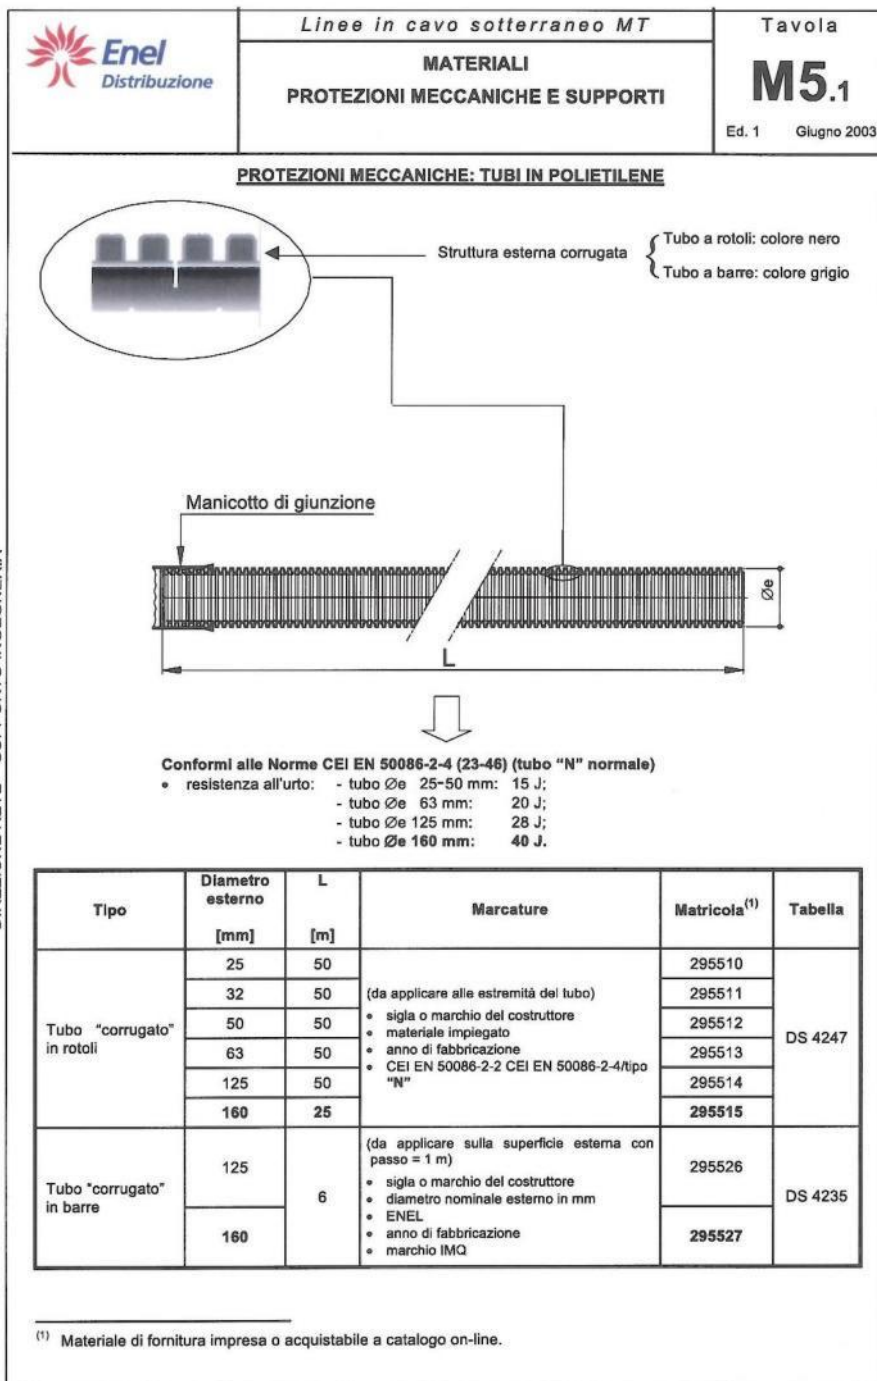 Enel
Distribuzione
Linee in cavo sotterraneo MT
MATERIALI
PROTEZIONI MECCANICHE E SUPPORTI
Tavola
M5.1
Ed. 1 Giugno 2003
PROTEZIONI MECCANICHE: TUBI IN POLIETILENE
Struttura esterna corrugata
Tubo a rotoli: colore nero
Tubo a barre: colore grigio
Manicotto di giunzione
Øe
L
Conformi alle Norme CEI EN 50086-2-4 (23-46) (tubo "N" normale)
• resistenza all'urto: - tubo Øe 25-50 mm: 15 J;
- tubo Øe 63 mm: 20 J;
- tubo Øe 125 mm: 28 J;
- tubo Øe 160 mm: 40 J.
Tipo
Diametro
esterno
[mm]
L
[m]
Marcature
Matricola(1)
Tabella
Tubo "corrugato"
in rotoli
25 50 295510
32 50 295511
50 50 295512
63 50 295513
125 50 295514
160 25 295515
(da applicare alle estremità del tubo)
• sigla o marchio del costruttore
• materiale impiegato
• anno di fabbricazione
• CEI EN 50086-2-2 CEI EN 50086-2-4/tipo
"N"
DS 4247
Tubo "corrugato"
in barre
125 295526
160 295527
6
(da applicare sulla superficie esterna con
passo = 1 m)
• sigla o marchio del costruttore
• diametro nominale esterno in mm
• ENEL
• anno di fabbricazione
• marchio IMQ
DS 4235
(1) Materiale di fornitura impresa o acquistabile a catalogo on-line.